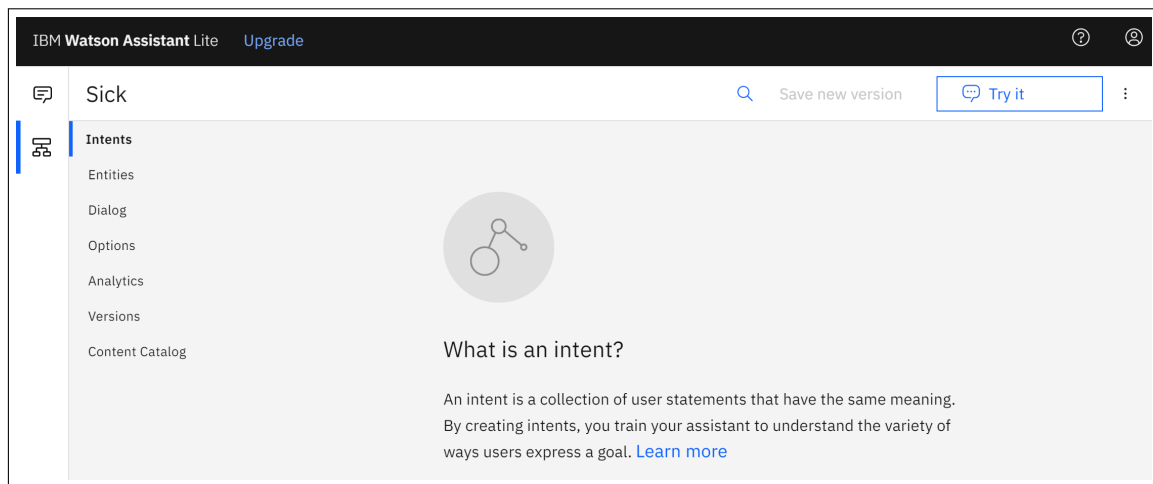 IBM Watson Assistant Lite Upgrade
Sick Save new version Try it
Intents
Entities
Dialog
Options
Analytics
Versions
Content Catalog
What is an intent?
An intent is a collection of user statements that have the same meaning.
By creating intents, you train your assistant to understand the variety of
ways users express a goal. Learn more